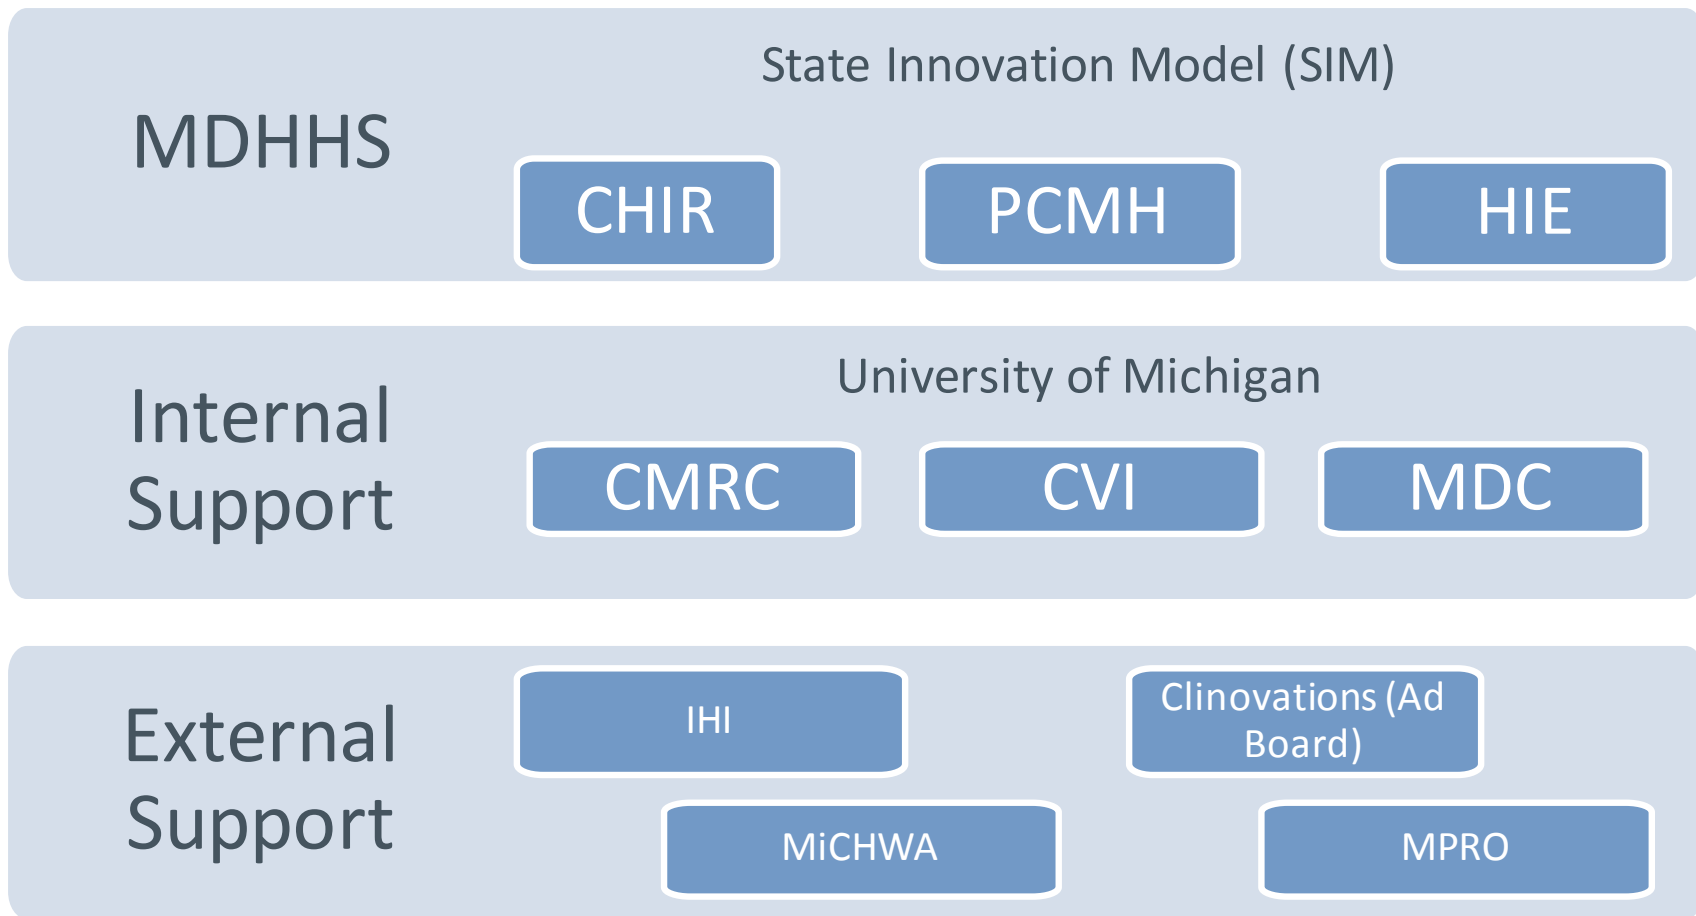 State Innovation Model (SIM)
MDHHS
CHIR
PCMH
HIE
University of Michigan
Internal
Support
CMRC
CVI
MDC
External
Support
IHI
Clinovations (Ad
Board)
MiCHWA
MPRO